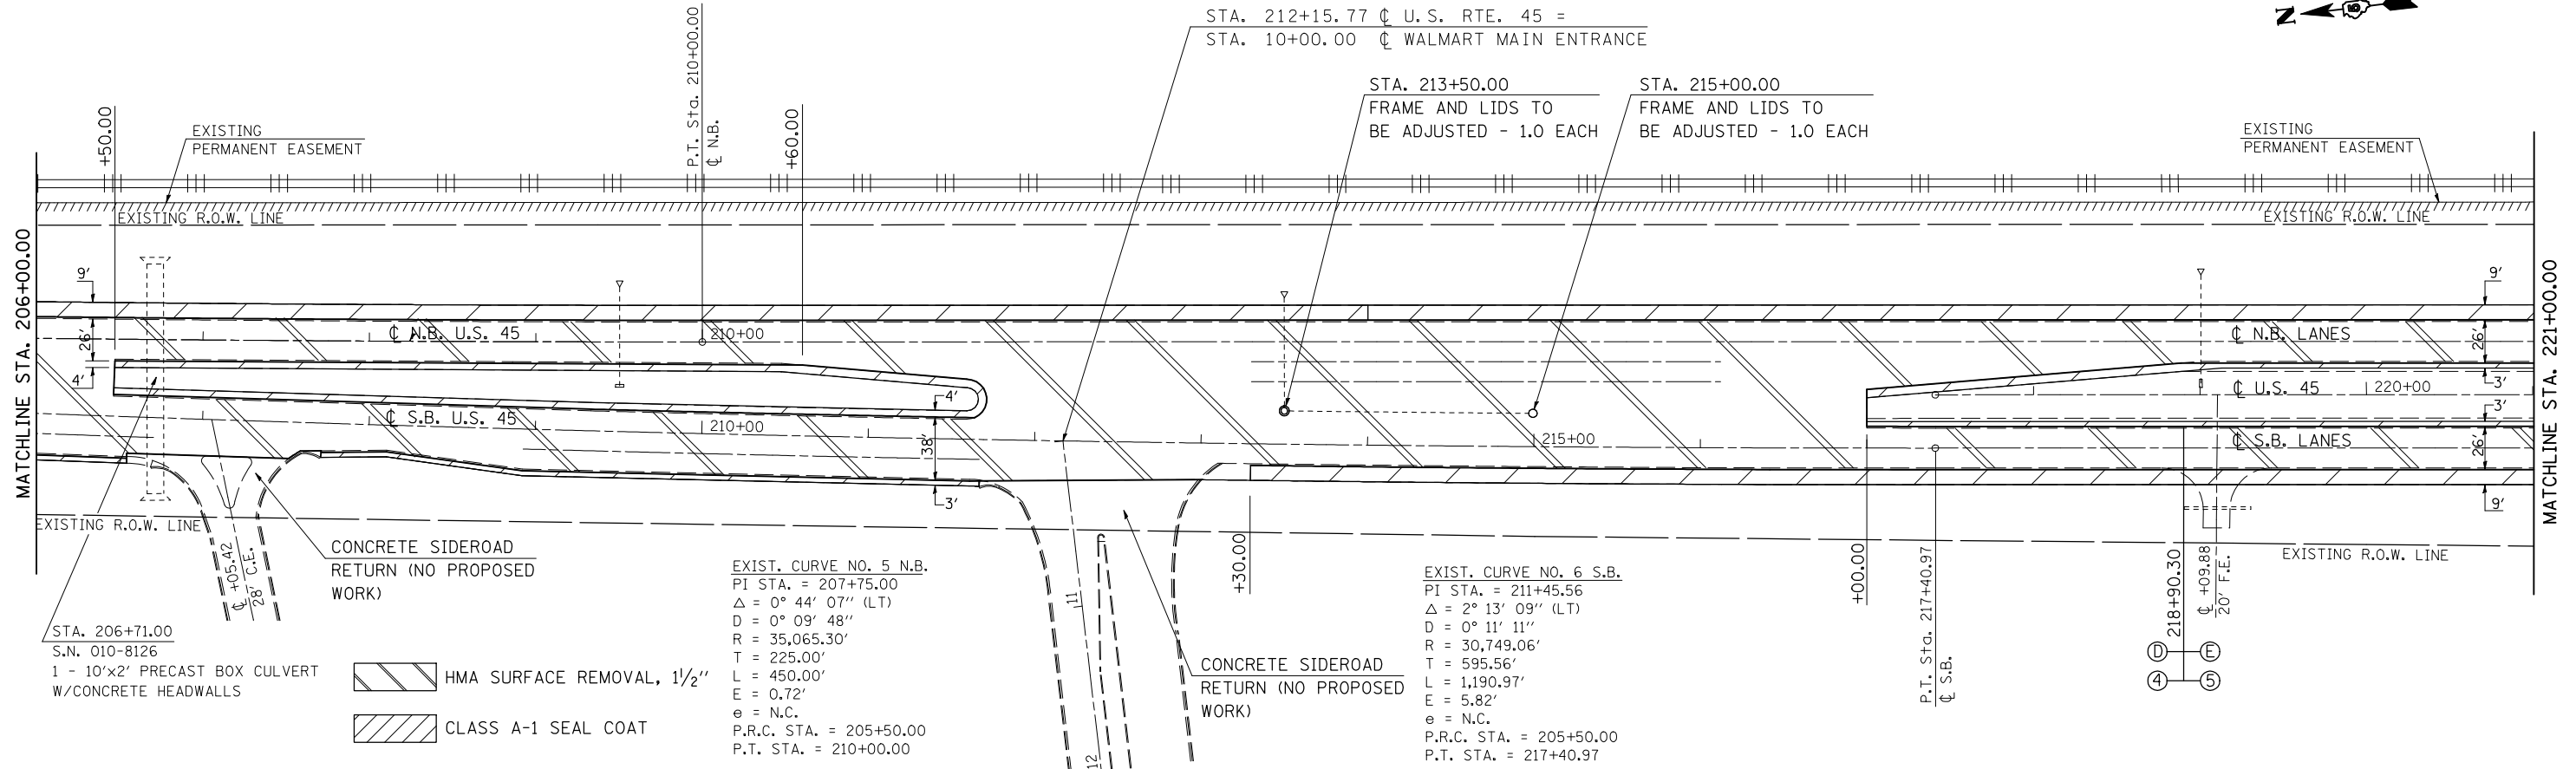 STA. 212+15.77 ℄ U.S. RTE. 45 =
STA. 10+00.00 ℄ WALMART MAIN ENTRANCE
N
P.T. Sta. 210+00.00
℄ N.B.
STA. 213+50.00
FRAME AND LIDS TO
BE ADJUSTED - 1.0 EACH
STA. 215+00.00
FRAME AND LIDS TO
BE ADJUSTED - 1.0 EACH
+50.00
EXISTING
PERMANENT EASEMENT
+60.00
EXISTING
PERMANENT EASEMENT
EXISTING R.O.W. LINE
EXISTING R.O.W. LINE
MATCHLINE STA. 206+00.00
MATCHLINE STA. 221+00.00
9'
9'
26'
℄ N.B. U.S. 45
210+00
℄ N.B. LANES
26'
4'
4'
3'
℄ U.S. 45
220+00
3'
℄ S.B. U.S. 45
210+00
38'
215+00
℄ S.B. LANES
26'
3'
9'
EXISTING R.O.W. LINE
EXISTING R.O.W. LINE
℄ +05.42
28' C.E.
CONCRETE SIDEROAD
RETURN (NO PROPOSED
WORK)
+30.00
+00.00
P.T. Sta. 217+40.97
℄ S.B.
218+90.30
℄ +09.88
20' F.E.
D
E
4
5
STA. 206+71.00
S.N. 010-8126
1 - 10'x2' PRECAST BOX CULVERT
W/CONCRETE HEADWALLS
HMA SURFACE REMOVAL, 1½"
CLASS A-1 SEAL COAT
EXIST. CURVE NO. 5 N.B.
PI STA. = 207+75.00
△ = 0° 44' 07" (LT)
D = 0° 09' 48"
R = 35,065.30'
T = 225.00'
L = 450.00'
E = 0.72'
e = N.C.
P.R.C. STA. = 205+50.00
P.T. STA. = 210+00.00
11
12
CONCRETE SIDEROAD
RETURN (NO PROPOSED
WORK)
EXIST. CURVE NO. 6 S.B.
PI STA. = 211+45.56
△ = 2° 13' 09" (LT)
D = 0° 11' 11"
R = 30,749.06'
T = 595.56'
L = 1,190.97'
E = 5.82'
e = N.C.
P.R.C. STA. = 205+50.00
P.T. STA. = 217+40.97